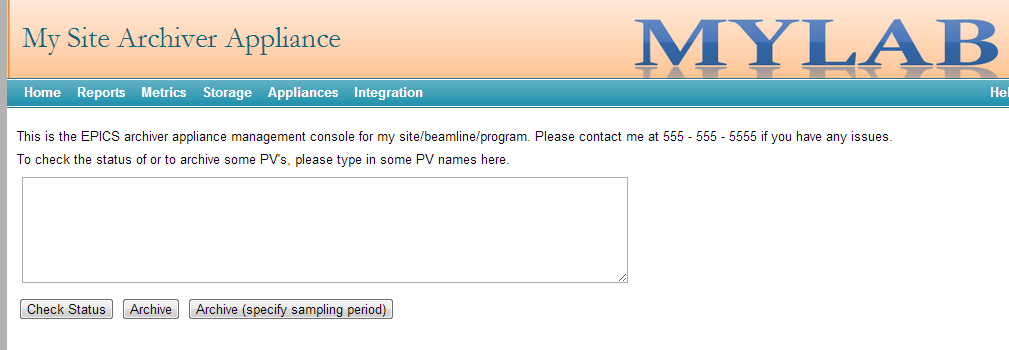 My Site Archiver Appliance
MYLAB
Home Reports Metrics Storage Appliances Integration
This is the EPICS archiver appliance management console for my site/beamline/program. Please contact me at 555 - 555 - 5555 if you have any issues.
To check the status of or to archive some PV's, please type in some PV names here.
Check Status Archive Archive (specify sampling period)